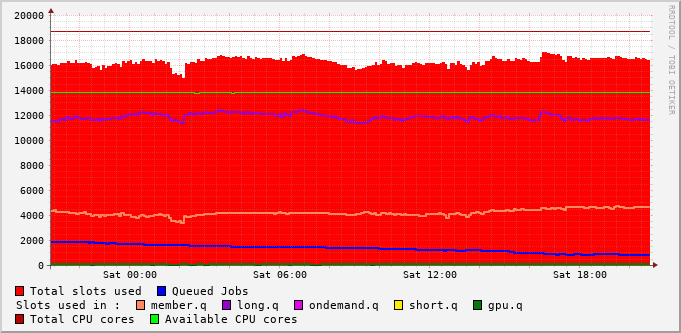 20000
18000
16000
14000
12000
10000
8000
6000
4000
2000
0
Sat 00:00 Sat 06:00 Sat 12:00 Sat 18:00
Total slots used Queued Jobs
Slots used in : member.q long.q ondemand.q short.q gpu.q
Total CPU cores Available CPU cores
RRDTOOL / TOBI OETIKER